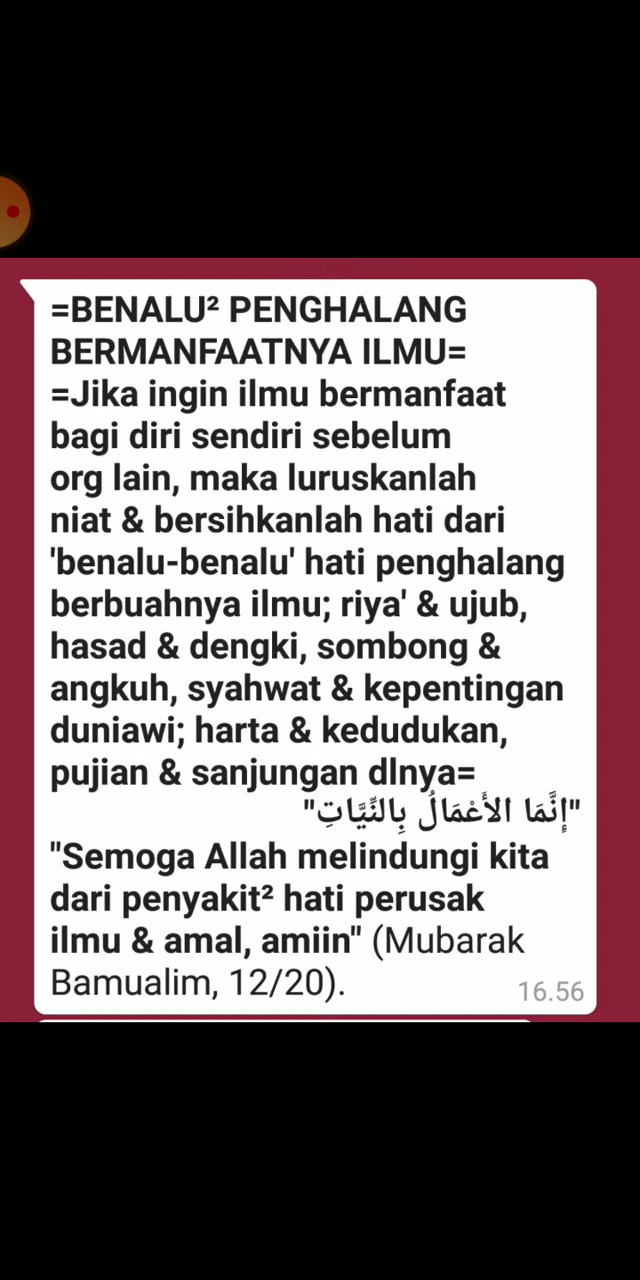 =BENALU² PENGHALANG
BERMANFAATNYA ILMU=
=Jika ingin ilmu bermanfaat
bagi diri sendiri sebelum
org lain, maka luruskanlah
niat & bersihkanlah hati dari
'benalu-benalu' hati penghalang
berbuahnya ilmu; riya' & ujub,
hasad & dengki, sombong &
angkuh, syahwat & kepentingan
duniawi; harta & kedudukan,
pujian & sanjungan dlnya=
"إِنَّمَا الأَعْمَالُ بِالنِّيَّاتِ"
"Semoga Allah melindungi kita
dari penyakit² hati perusak
ilmu & amal, amiin" (Mubarak
Bamualim, 12/20).
16.56